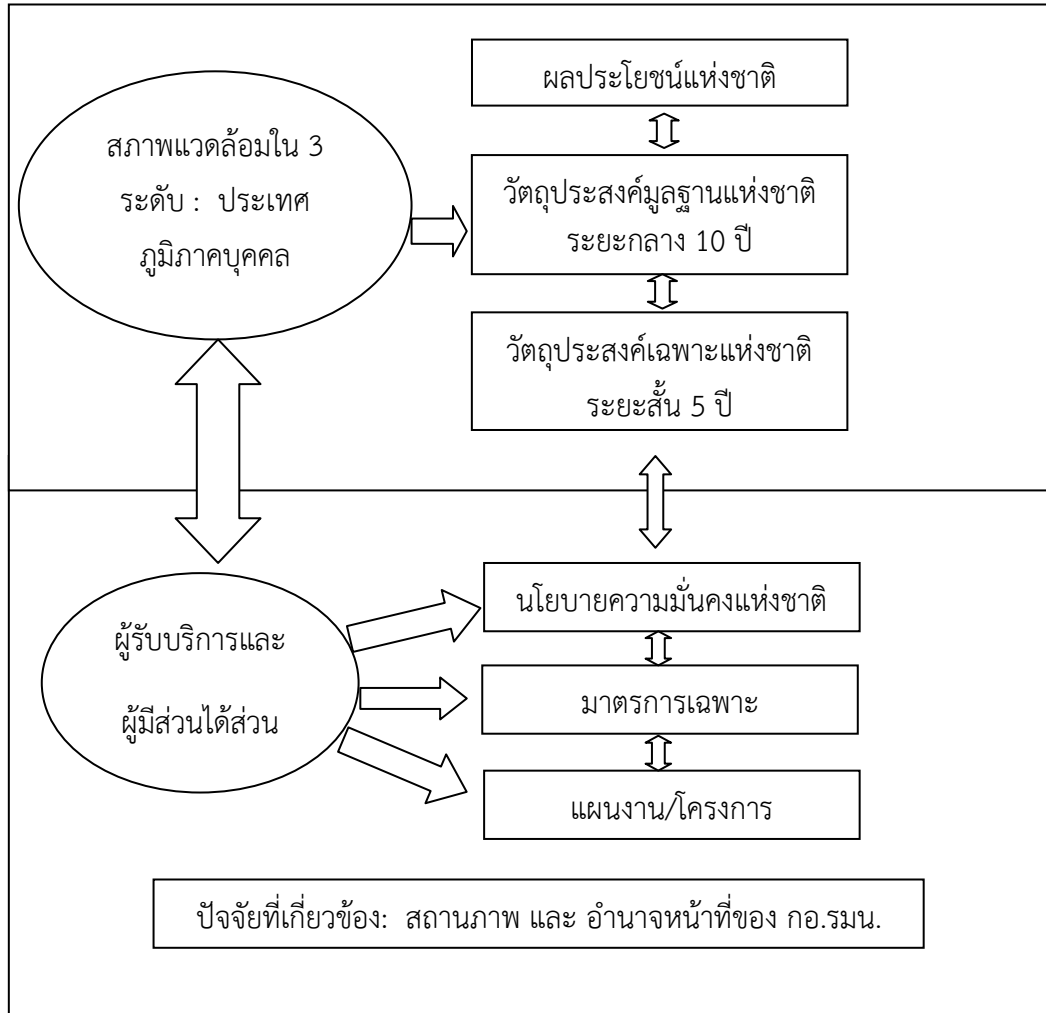 ผลประโยชน์แห่งชาติ
สภาพแวดล้อมใน 3
ระดับ : ประเทศ
ภูมิภาคบุคคล
วัตถุประสงค์มูลฐานแห่งชาติ
ระยะกลาง 10 ปี
วัตถุประสงค์เฉพาะแห่งชาติ
ระยะสั้น 5 ปี
ผู้รับบริการและ
ผู้มีส่วนได้ส่วน
นโยบายความมั่นคงแห่งชาติ
มาตรการเฉพาะ
แผนงาน/โครงการ
ปัจจัยที่เกี่ยวข้อง: สถานภาพ และ อำนาจหน้าที่ของ กอ.รมน.